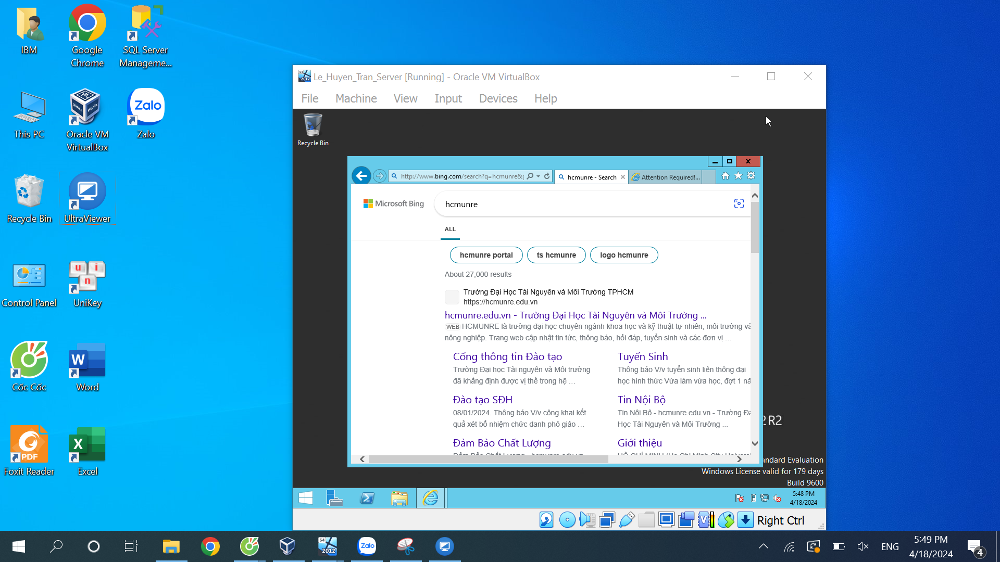 IBM
Google
Chrome
SQL Server
Manageme...
This PC
Oracle VM
VirtualBox
Zalo
Zalo
Recycle Bin
UltraViewer
Control Panel
u i
n
UniKey
Cốc Cốc
W
Word
PDF
Foxit Reader
X
Excel
64
2012
Le_Huyen_Tran_Server [Running] - Oracle VM VirtualBox
File
Machine
View
Input
Devices
Help
Recycle Bin
http://www.bing.com/search?q=hcmunre&
hcmunre - Search
Attention Required!...
Microsoft Bing
hcmunre
ALL
hcmunre portal
ts hcmunre
logo hcmunre
About 27,000 results
Trường Đại Học Tài Nguyên và Môi Trường TPHCM
https://hcmunre.edu.vn
hcmunre.edu.vn - Trường Đại Học Tài Nguyên và Môi Trường ...
WEB HCMUNRE là trường đại học chuyên ngành khoa học và kỹ thuật tự nhiên, môi trường và
nông nghiệp. Trang web cập nhật tin tức, thông báo, hỏi đáp, tuyển sinh và các đơn vị ...
Cổng thông tin Đào tạo
Trường Đại học Tài nguyên và Môi trường
đã khẳng định được vị thế trong hệ ...
Tuyển Sinh
Thông báo V/v tuyển sinh liên thông đại
học hình thức Vừa làm vừa học, đợt 1 nă
Đào tạo SĐH
08/01/2024. Thông báo V/v công khai kết
quả xét bổ nhiệm chức danh phó giáo ...
Tin Nội Bộ
Tin Nội Bộ - hcmunre.edu.vn - Trường Đạ
Học Tài Nguyên và Môi Trường ...
Đảm Bảo Chất Lượng
Giới thiệu
2 R2
andard Evaluation
Windows License valid for 179 days
Build 9600
5:48 PM
4/18/2024
Right Ctrl
64
2012
Zalo
ENG
5:49 PM
4/18/2024
4